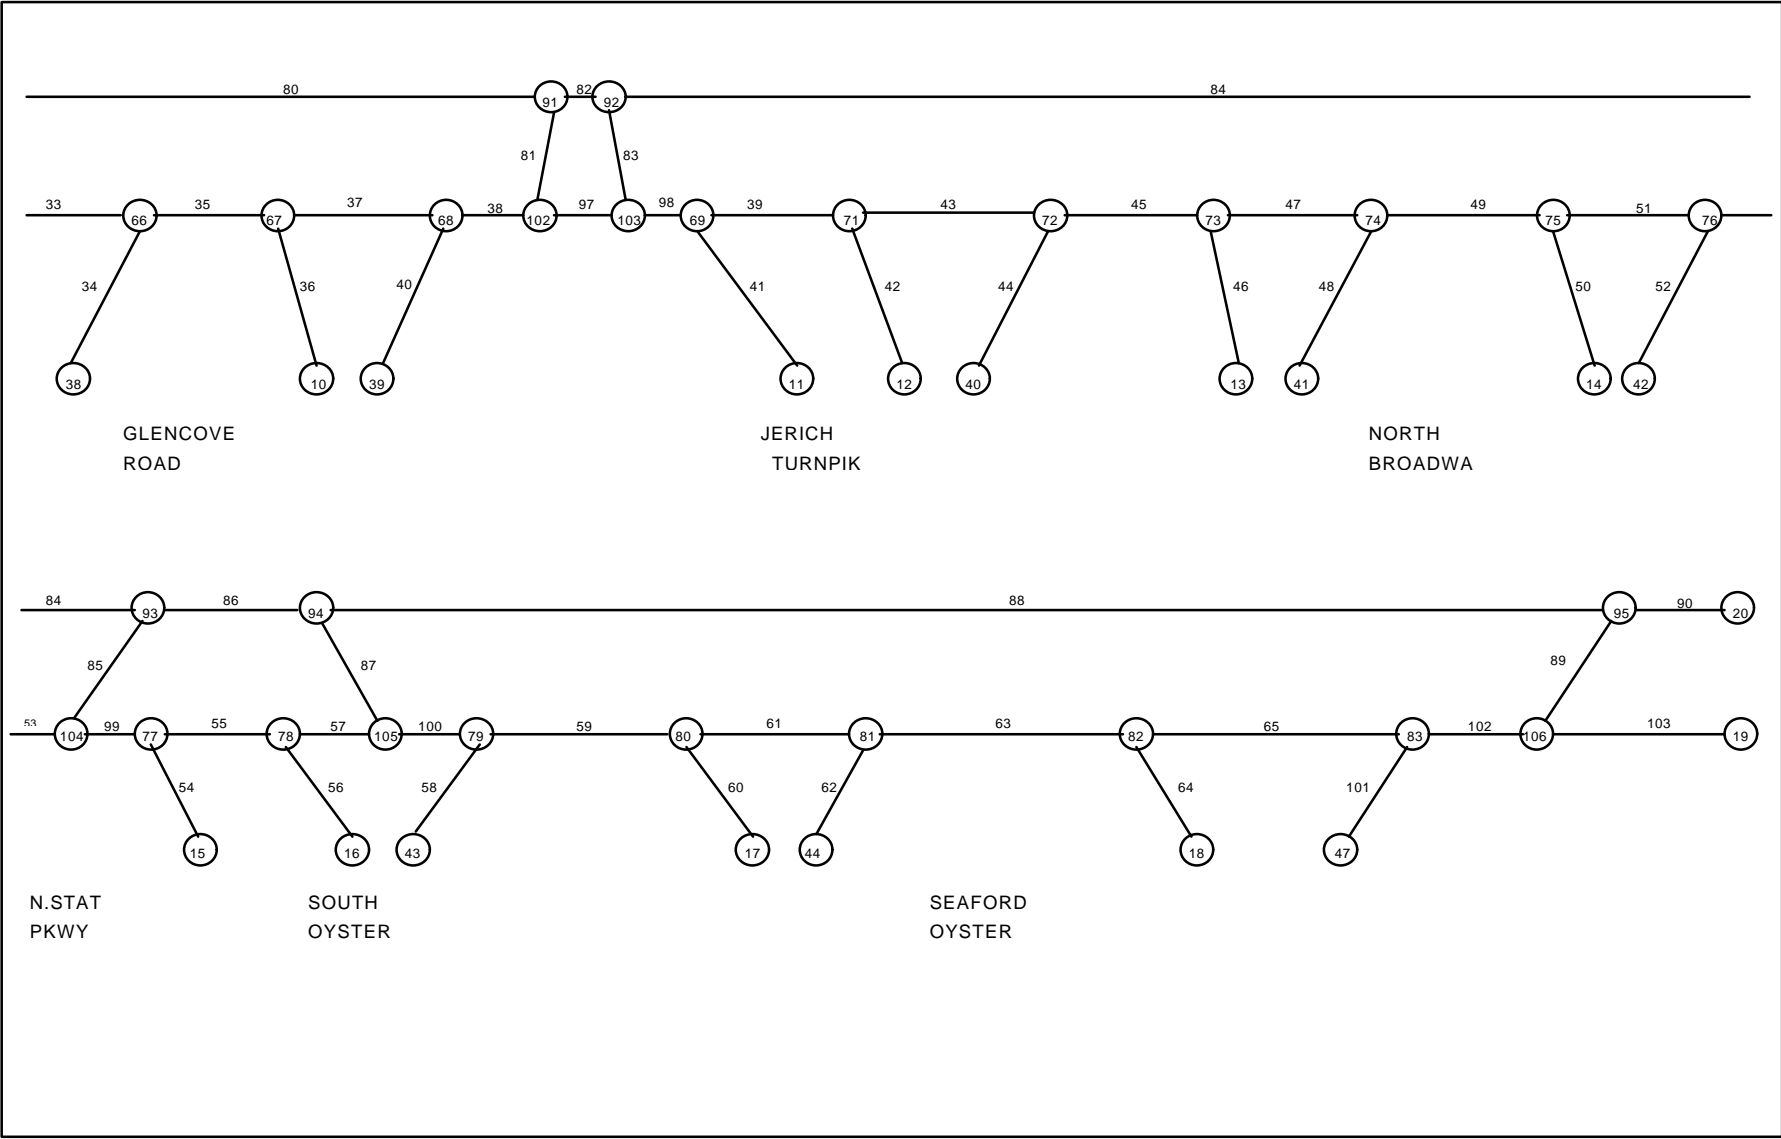 80 91 82 92 84
81 83
33 66 35 67 37 68 38 102 97 103 98 69 39 71 43 72 45 73 47 74 49 75 51 76
34 36 40 41 42 44 46 48 50 52
38 10 39 11 12 40 13 41 14 42
GLENCOVE JERICH NORTH
ROAD TURNPIK BROADWA
84 93 86 94 88 95 90 20
85 87 89
53 104 99 77 55 78 57 105 100 79 59 80 61 81 63 82 65 83 102 106 103 19
54 56 58 60 62 64 101
15 16 43 17 44 18 47
N.STAT SOUTH SEAFORD
PKWY OYSTER OYSTER